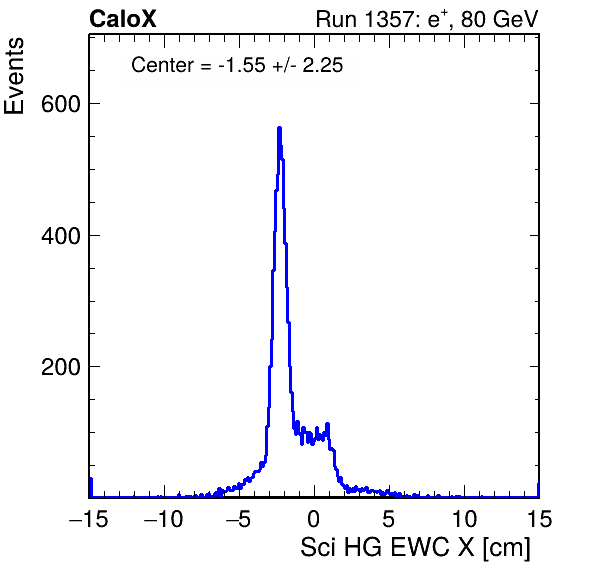 CaloX
Run 1357: e+, 80 GeV
Center = -1.55 +/- 2.25
Events
600
400
200
−15 −10 −5 0 5 10 15
Sci HG EWC X [cm]